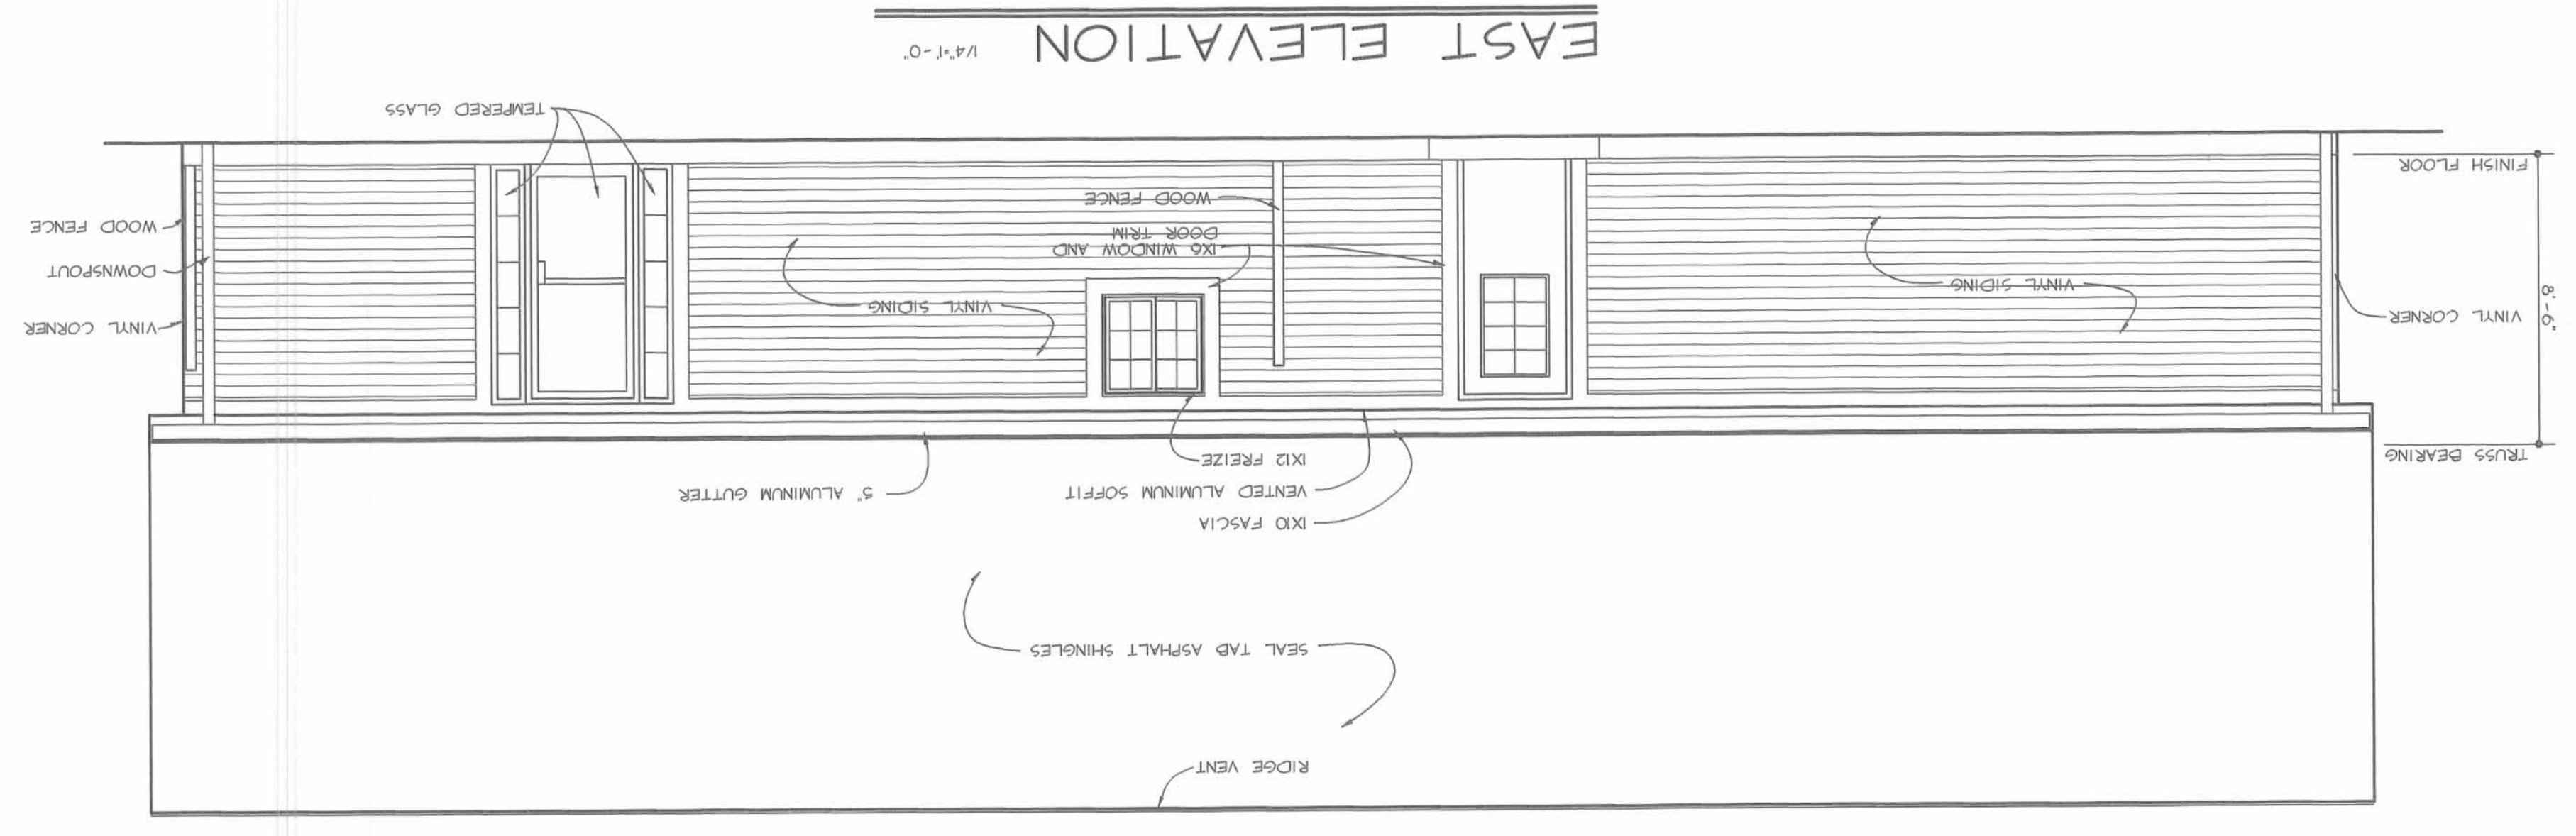 RIDGE VENT
SEAL TAB ASPHALT SHINGLES
1X10 FASCIA
VENTED ALUMINUM SOFFIT
5" ALUMINUM GUTTER
1X12 FREIZE
TRUSS BEARING
8'-6"
VINYL CORNER
VINYL SIDING
VINYL SIDING
VINYL CORNER
1X6 WINDOW AND
DOOR TRIM
DOWNSPOUT
WOOD FENCE
WOOD FENCE
FINISH FLOOR
TEMPERED GLASS
EAST ELEVATION
1/4"=1'-0"